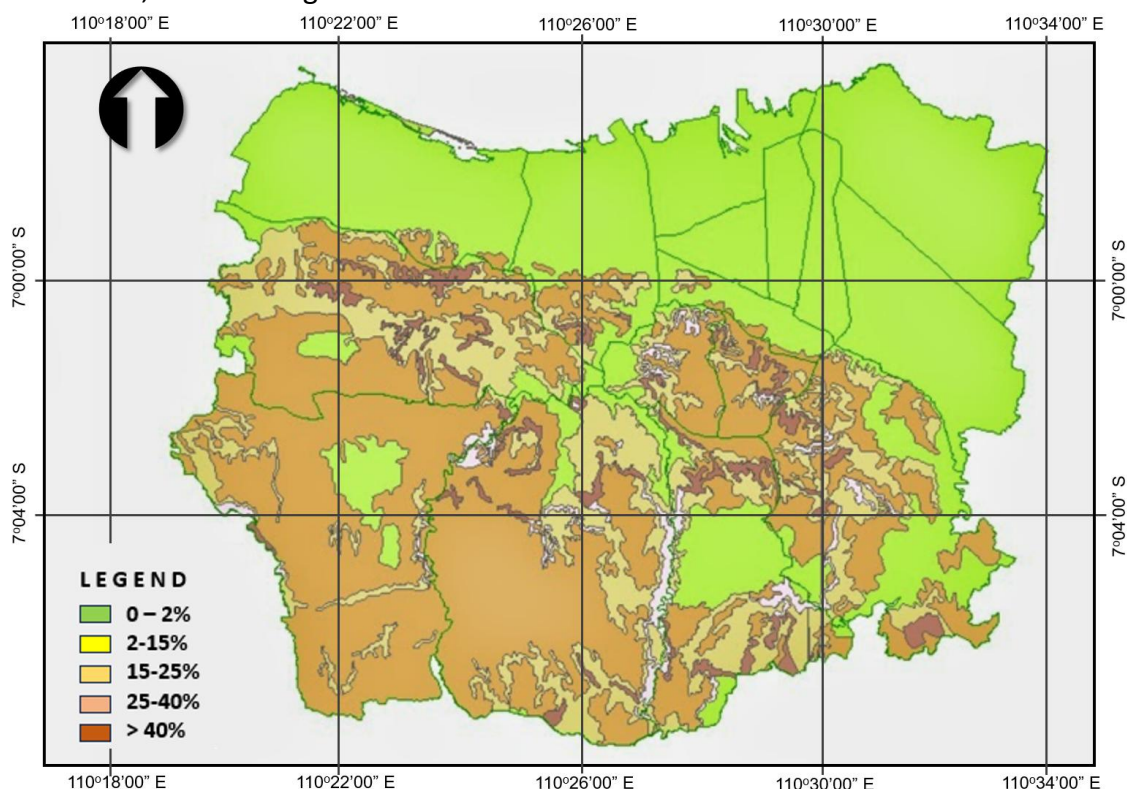 110°18'00" E 110°22'00" E 110°26'00" E 110°30'00" E 110°34'00" E
7°00'00" S 7°00'00" S
7°04'00" S 7°04'00" S
LEGEND
0 – 2%
2-15%
15-25%
25-40%
> 40%
110°18'00" E 110°22'00" E 110°26'00" E 110°30'00" E 110°34'00" E